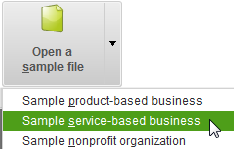 Open a
sample file
Sample product-based business
Sample service-based business
Sample nonprofit organization